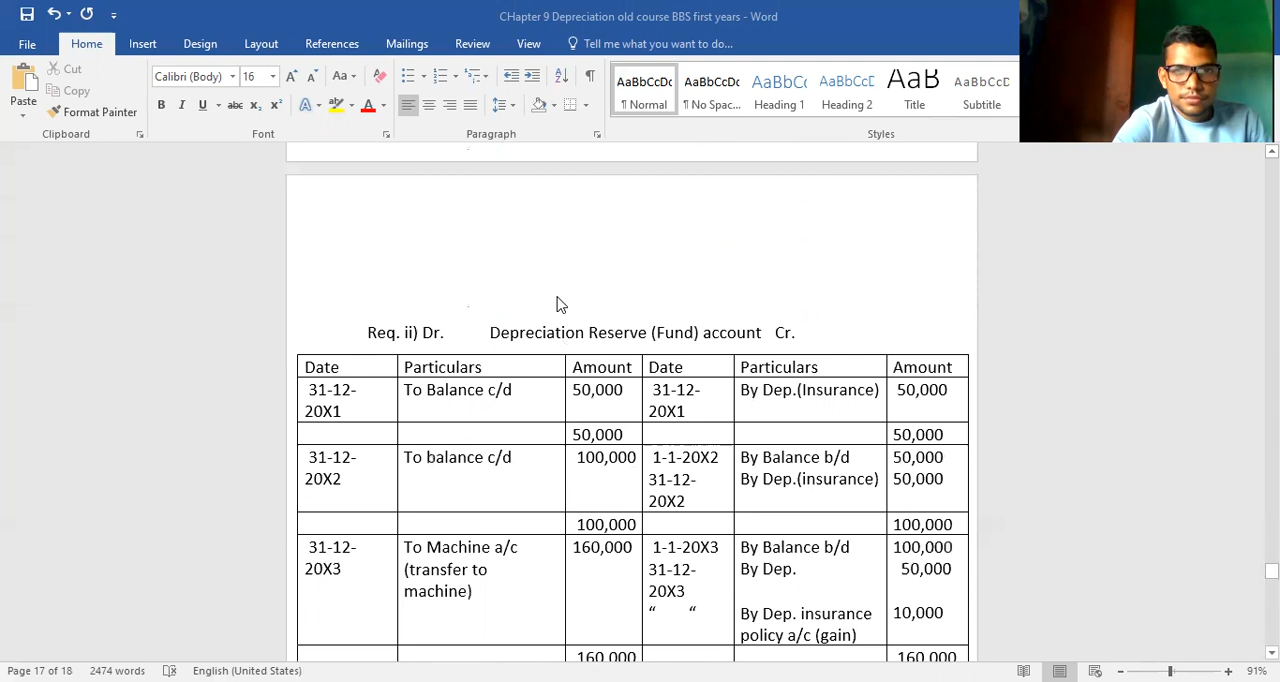 CHapter 9 Depreciation old course BBS first years - Word
File Home Insert Design Layout References Mailings Review View Tell me what you want to do...
Paste
Cut
Copy
Format Painter
Clipboard
Calibri (Body) 16 A A Aa
B I U abc X₂ X² A A
Font
Paragraph
AaBbCcDc AaBbCcDc AaBbCc AaBbCcE AaB AaBbCcD
¶ Normal ¶ No Spac... Heading 1 Heading 2 Title Subtitle
Styles
Req. ii) Dr. Depreciation Reserve (Fund) account Cr.
Date Particulars Amount Date Particulars Amount
31-12- To Balance c/d 50,000 31-12- By Dep.(Insurance) 50,000
20X1 20X1
50,000 50,000
31-12- To balance c/d 100,000 1-1-20X2 By Balance b/d 50,000
20X2 31-12- By Dep.(insurance) 50,000
20X2
100,000 100,000
31-12- To Machine a/c 160,000 1-1-20X3 By Balance b/d 100,000
20X3 (transfer to 31-12- By Dep. 50,000
machine) 20X3
“ “ By Dep. insurance 10,000
policy a/c (gain)
160,000 160,000
Page 17 of 18 2474 words English (United States) 91%